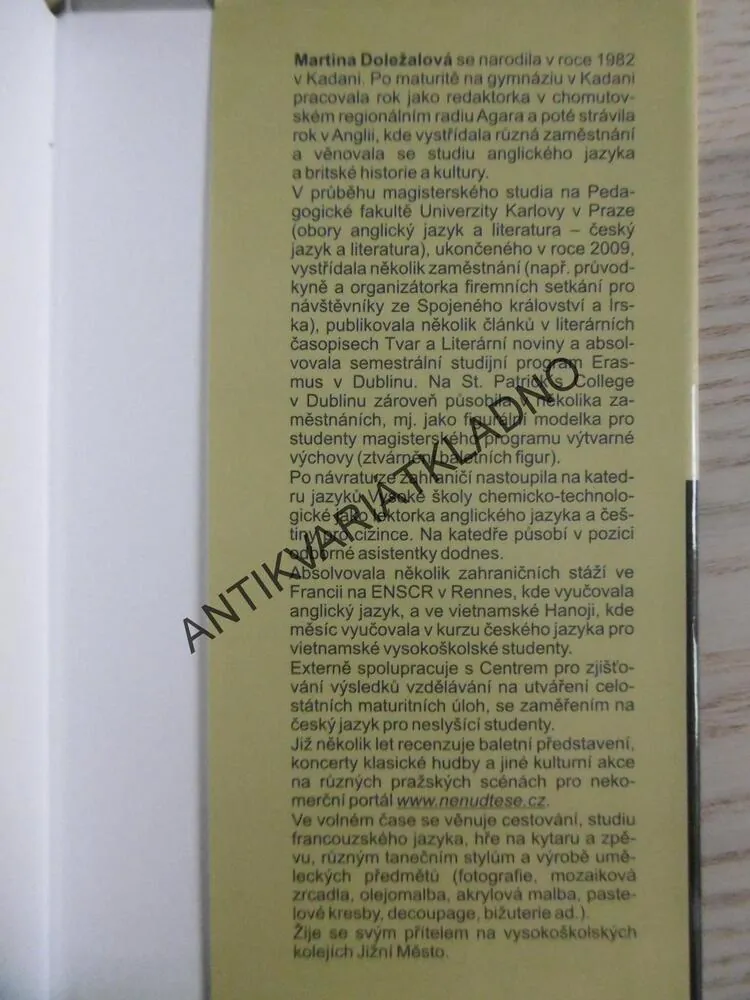 Martina Doležalová se narodila v roce 1982
v Kadani. Po maturitě na gymnáziu v Kadani
pracovala rok jako redaktorka v chomutov-
ském regionálním radiu Agara a poté strávila
rok v Anglii, kde vystřídala různá zaměstnání
a věnovala se studiu anglického jazyka
a britské historie a kultury.
V průběhu magisterského studia na Peda-
gogické fakultě Univerzity Karlovy v Praze
(obory anglický jazyk a literatura – český
jazyk a literatura), ukončeného v roce 2009,
vystřídala několik zaměstnání (např. průvod-
kyně a organizátorka firemních setkání pro
návštěvníky ze Spojeného království a Irs-
ka), publikovala několik článků v literárních
časopisech Tvar a Literární noviny a absol-
vovala semestrální studijní program Eras-
mus v Dublinu. Na St. Patrick's College
v Dublinu zároveň působila v několika za-
městnáních, mj. jako figurální modelka pro
studenty magisterského programu výtvarné
výchovy (ztvárnění baletních figur).
Po návratu ze zahraničí nastoupila na kated-
ru jazyků Vysoké školy chemicko-technolo-
gické jako lektorka anglického jazyka a češ-
tiny pro cizince. Na katedře působí v pozici
odborné asistentky dodnes.
Absolvovala několik zahraničních stáží ve
Francii na ENSCR v Rennes, kde vyučovala
anglický jazyk, a ve vietnamské Hanoji, kde
měsíc vyučovala v kurzu českého jazyka pro
vietnamské vysokoškolské studenty.
Externě spolupracuje s Centrem pro zjišťo-
vání výsledků vzdělávání na utváření celo-
státních maturitních úloh, se zaměřením na
český jazyk pro neslyšící studenty.
Již několik let recenzuje baletní představení,
koncerty klasické hudby a jiné kulturní akce
na různých pražských scénách pro neko-
merční portál www.nenudtese.cz.
Ve volném čase se věnuje cestování, studiu
francouzského jazyka, hře na kytaru a zpě-
vu, různým tanečním stylům a výrobě umě-
leckých předmětů (fotografie, mozaiková
zrcadla, olejomalba, akrylová malba, paste-
lové kresby, decoupage, bižuterie ad.).
Žije se svým přítelem na vysokoškolských
kolejích Jižní Město.
ANTIKVARIÁTKLADNO